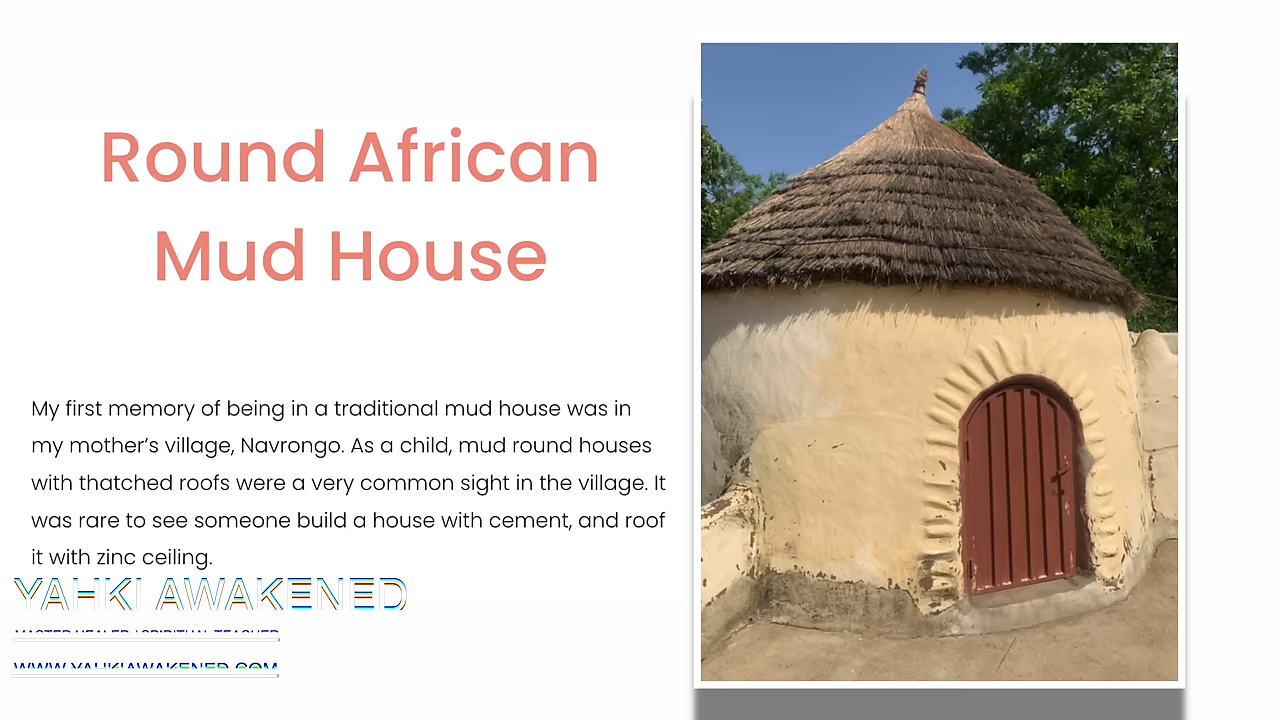 Round African
Mud House
My first memory of being in a traditional mud house was in
my mother’s village, Navrongo. As a child, mud round houses
with thatched roofs were a very common sight in the village. It
was rare to see someone build a house with cement, and roof
it with zinc ceiling.
YAHKI AWAKENED
MASTER HEALER / SPIRITUAL TEACHER
WWW.YAHKIAWAKENED.COM